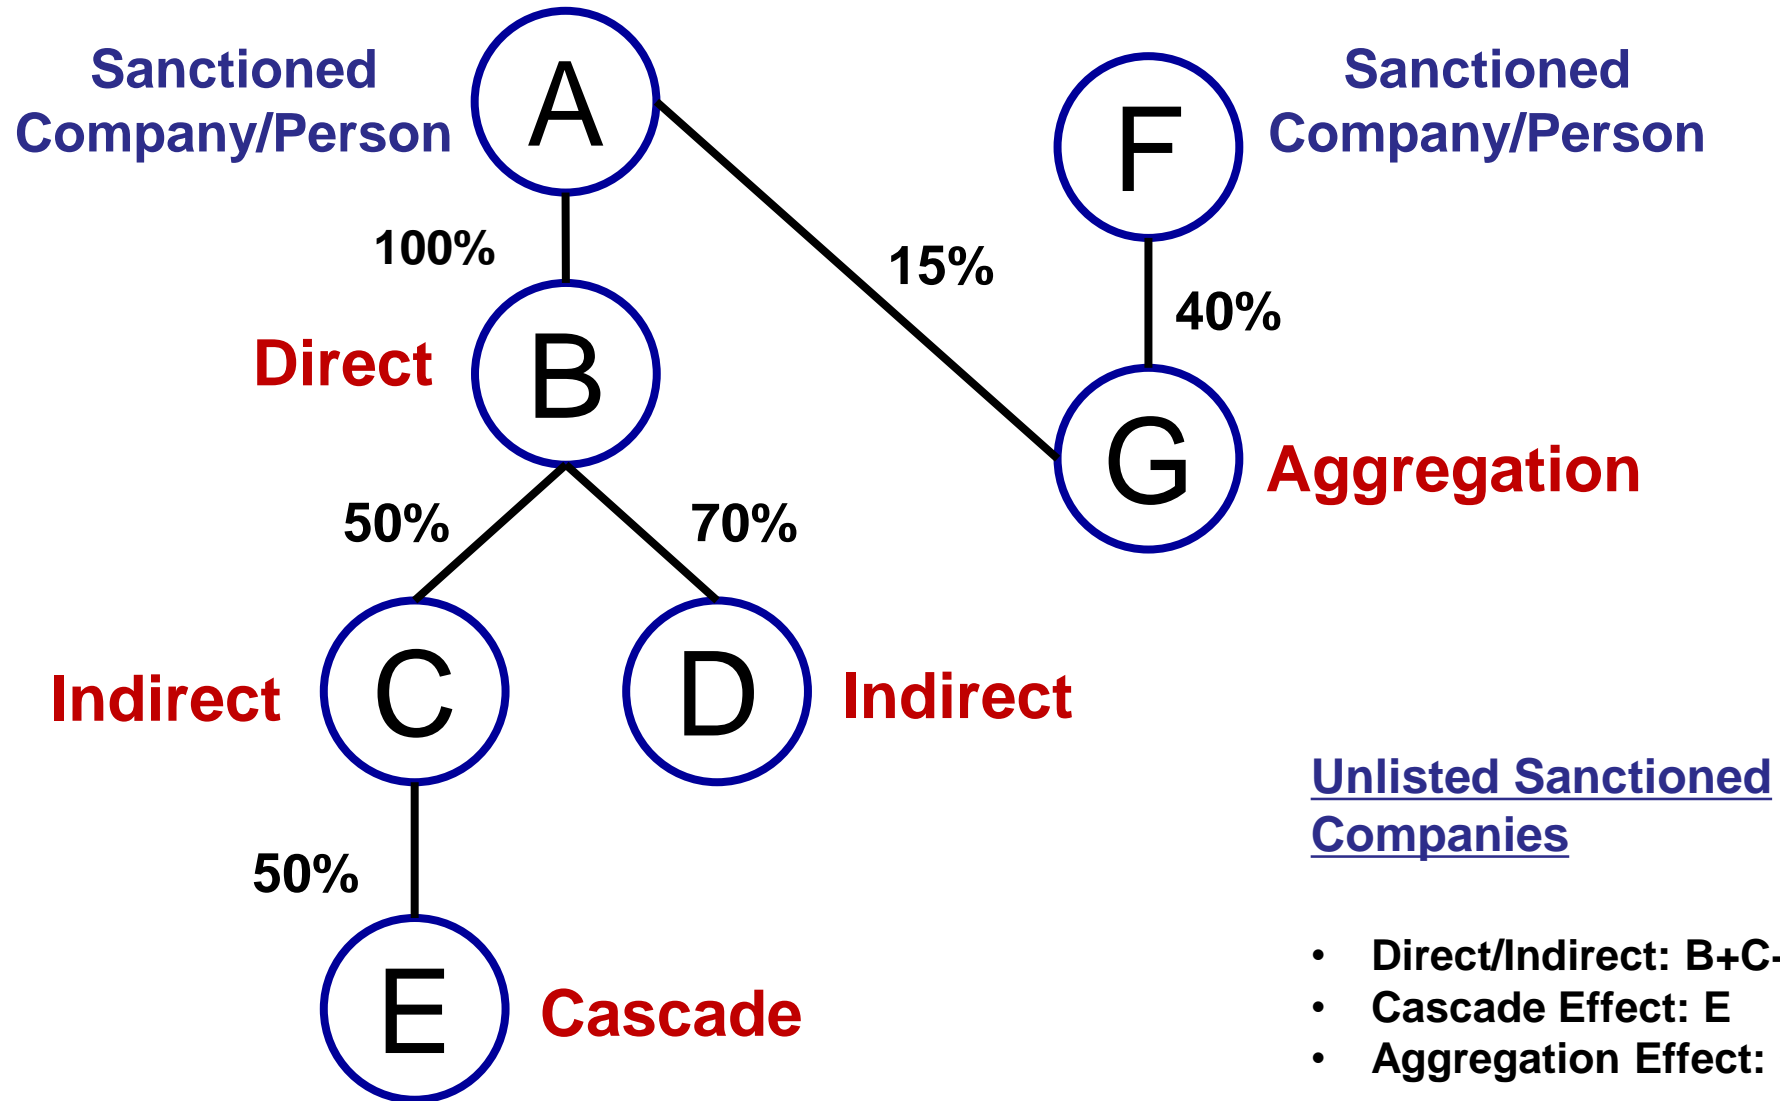 Sanctioned
Company/Person
A
F
Sanctioned
Company/Person
100%
15%
40%
Direct
B
G
Aggregation
50%
70%
Indirect
C
D
Indirect
50%
E
Cascade
Unlisted Sanctioned
Companies
• Direct/Indirect: B+C-
• Cascade Effect: E
• Aggregation Effect: